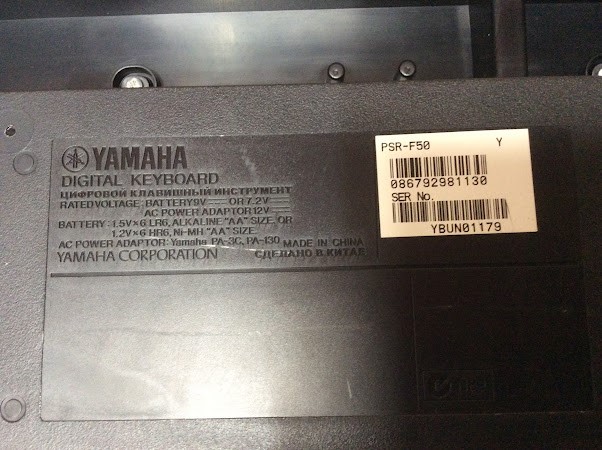 YAMAHA
DIGITAL KEYBOARD
ЦИФРОВОЙ КЛАВИШНЫЙ ИНСТРУМЕНТ
RATED VOLTAGE: BATTERY 9V⎓ OR 7.2V⎓
AC POWER ADAPTOR 12V⎓
BATTERY: 1.5V×6 LR6, ALKALINE "AA" SIZE, OR
1.2V×6 HR6, Ni-MH "AA" SIZE.
AC POWER ADAPTOR: Yamaha PA-3C, PA-130 MADE IN CHINA
YAMAHA CORPORATION СДЕЛАНО В КИТАЕ
PSR-F50 Y
086792981130
SER No.
YBUN01179